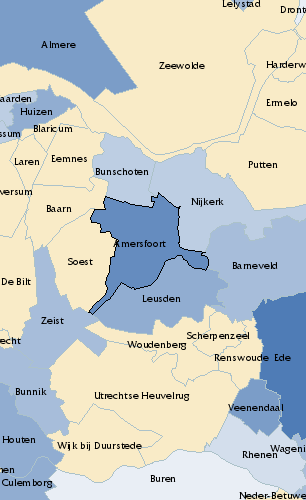 Lelystad
Dront
Almere
Zeewolde
Harderw
Ermelo
aarden
Huizen
Blaricum
ssum
Laren
Eemnes
Bunschoten
Putten
versum
Nijkerk
Baarn
Amersfoort
Soest
Barneveld
De Bilt
Leusden
Zeist
Scherpenzeel
echt
Woudenberg
Renswoude
Ede
Bunnik
Utrechtse Heuvelrug
Veenendaal
Houten
Wijk bij Duurstede
Wageni
Rhenen
nen
Culemborg
Buren
Neder-Betuwe